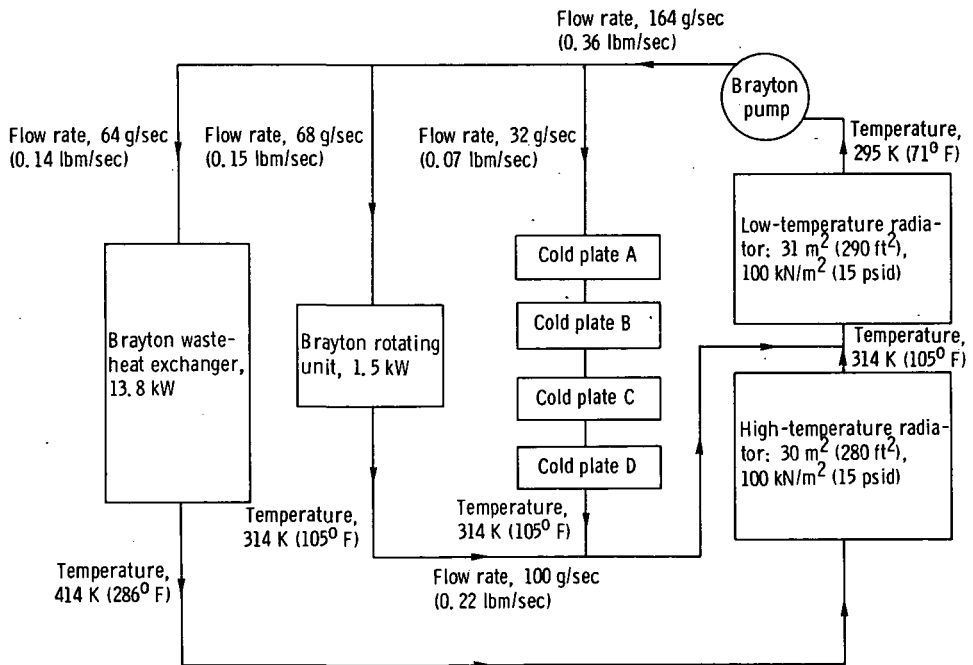 Flow rate, 164 g/sec
(0.36 lbm/sec)
Brayton
pump
Flow rate, 64 g/sec
(0.14 lbm/sec)
Flow rate, 68 g/sec
(0.15 lbm/sec)
Flow rate, 32 g/sec
(0.07 lbm/sec)
Temperature,
295 K (71⁰ F)
Low-temperature radia-
tor: 31 m² (290 ft²),
100 kN/m² (15 psid)
Cold plate A
Cold plate B
Cold plate C
Cold plate D
Brayton waste-
heat exchanger,
13.8 kW
Brayton rotating
unit, 1.5 kW
Temperature,
314 K (105⁰ F)
High-temperature radia-
tor: 30 m² (280 ft²),
100 kN/m² (15 psid)
Temperature,
314 K (105⁰ F)
Temperature,
314 K (105⁰ F)
Temperature,
414 K (286⁰ F)
Flow rate, 100 g/sec
(0.22 lbm/sec)